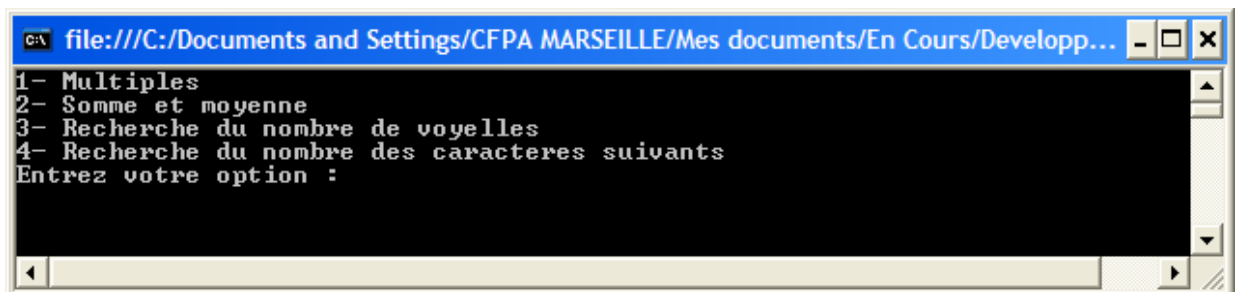 file:///C:/Documents and Settings/CFPA MARSEILLE/Mes documents/En Cours/Developp...
1- Multiples
2- Somme et moyenne
3- Recherche du nombre de voyelles
4- Recherche du nombre des caracteres suivants
Entrez votre option :